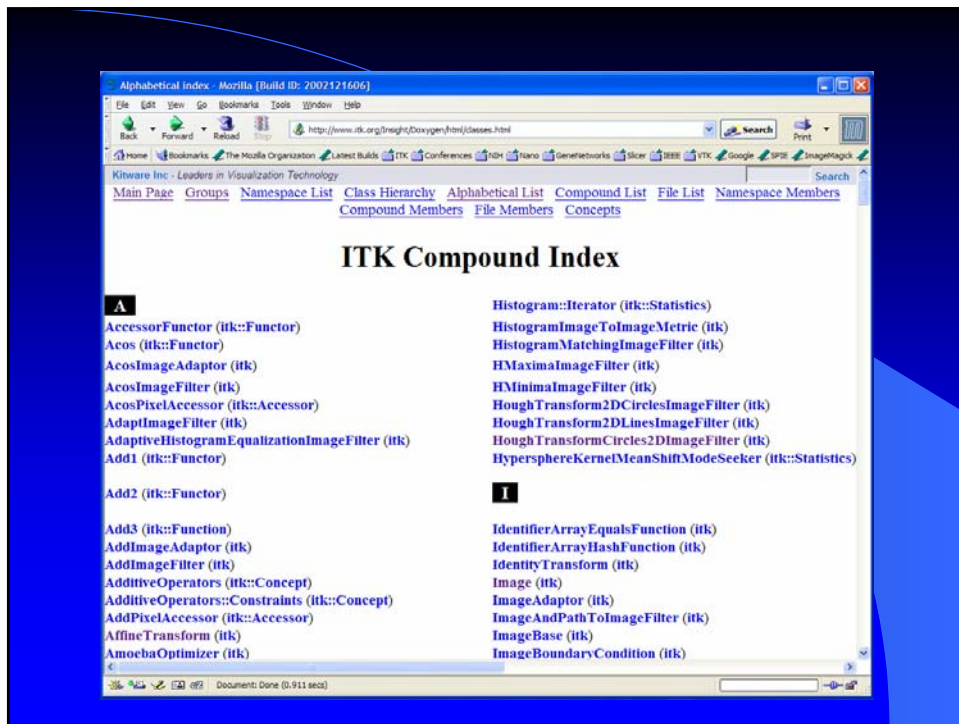 Alphabetical index - Mozilla {Build ID: 2002121606}
File Edit View Go Bookmarks Tools Window Help
Back Forward Reload Stop http://www.itk.org/Insight/Doxygen/html/classes.html Search Print
Home Bookmarks The Mozilla Organization Latest Builds ITK Conferences Nano GeneNetworks Slicer IEEE VTK Google SPIE ImageMagick
Kitware Inc - Leaders in Visualization Technology Search
Main Page Groups Namespace List Class Hierarchy Alphabetical List Compound List File List Namespace Members
Compound Members File Members Concepts
ITK Compound Index
A
AccessorFunctor (itk::Functor)
Acos (itk::Functor)
AcosImageAdaptor (itk)
AcosImageFilter (itk)
AcosPixelAccessor (itk::Accessor)
AdaptImageFilter (itk)
AdaptiveHistogramEqualizationImageFilter (itk)
Add1 (itk::Functor)
Add2 (itk::Functor)
Add3 (itk::Function)
AddImageAdaptor (itk)
AddImageFilter (itk)
AdditiveOperators (itk::Concept)
AdditiveOperators::Constraints (itk::Concept)
AddPixelAccessor (itk::Accessor)
AffineTransform (itk)
AmoebaOptimizer (itk)
Histogram::Iterator (itk::Statistics)
HistogramImageToImageMetric (itk)
HistogramMatchingImageFilter (itk)
HMaximaImageFilter (itk)
HMinimaImageFilter (itk)
HoughTransform2DCirclesImageFilter (itk)
HoughTransform2DLinesImageFilter (itk)
HoughTransformCircles2DImageFilter (itk)
HypersphereKernelMeanShiftModeSeeker (itk::Statistics)
I
IdentifierArrayEqualsFunction (itk)
IdentifierArrayHashFunction (itk)
IdentityTransform (itk)
Image (itk)
ImageAdaptor (itk)
ImageAndPathToImageFilter (itk)
ImageBase (itk)
ImageBoundaryCondition (itk)
Document: Done (0.911 secs)